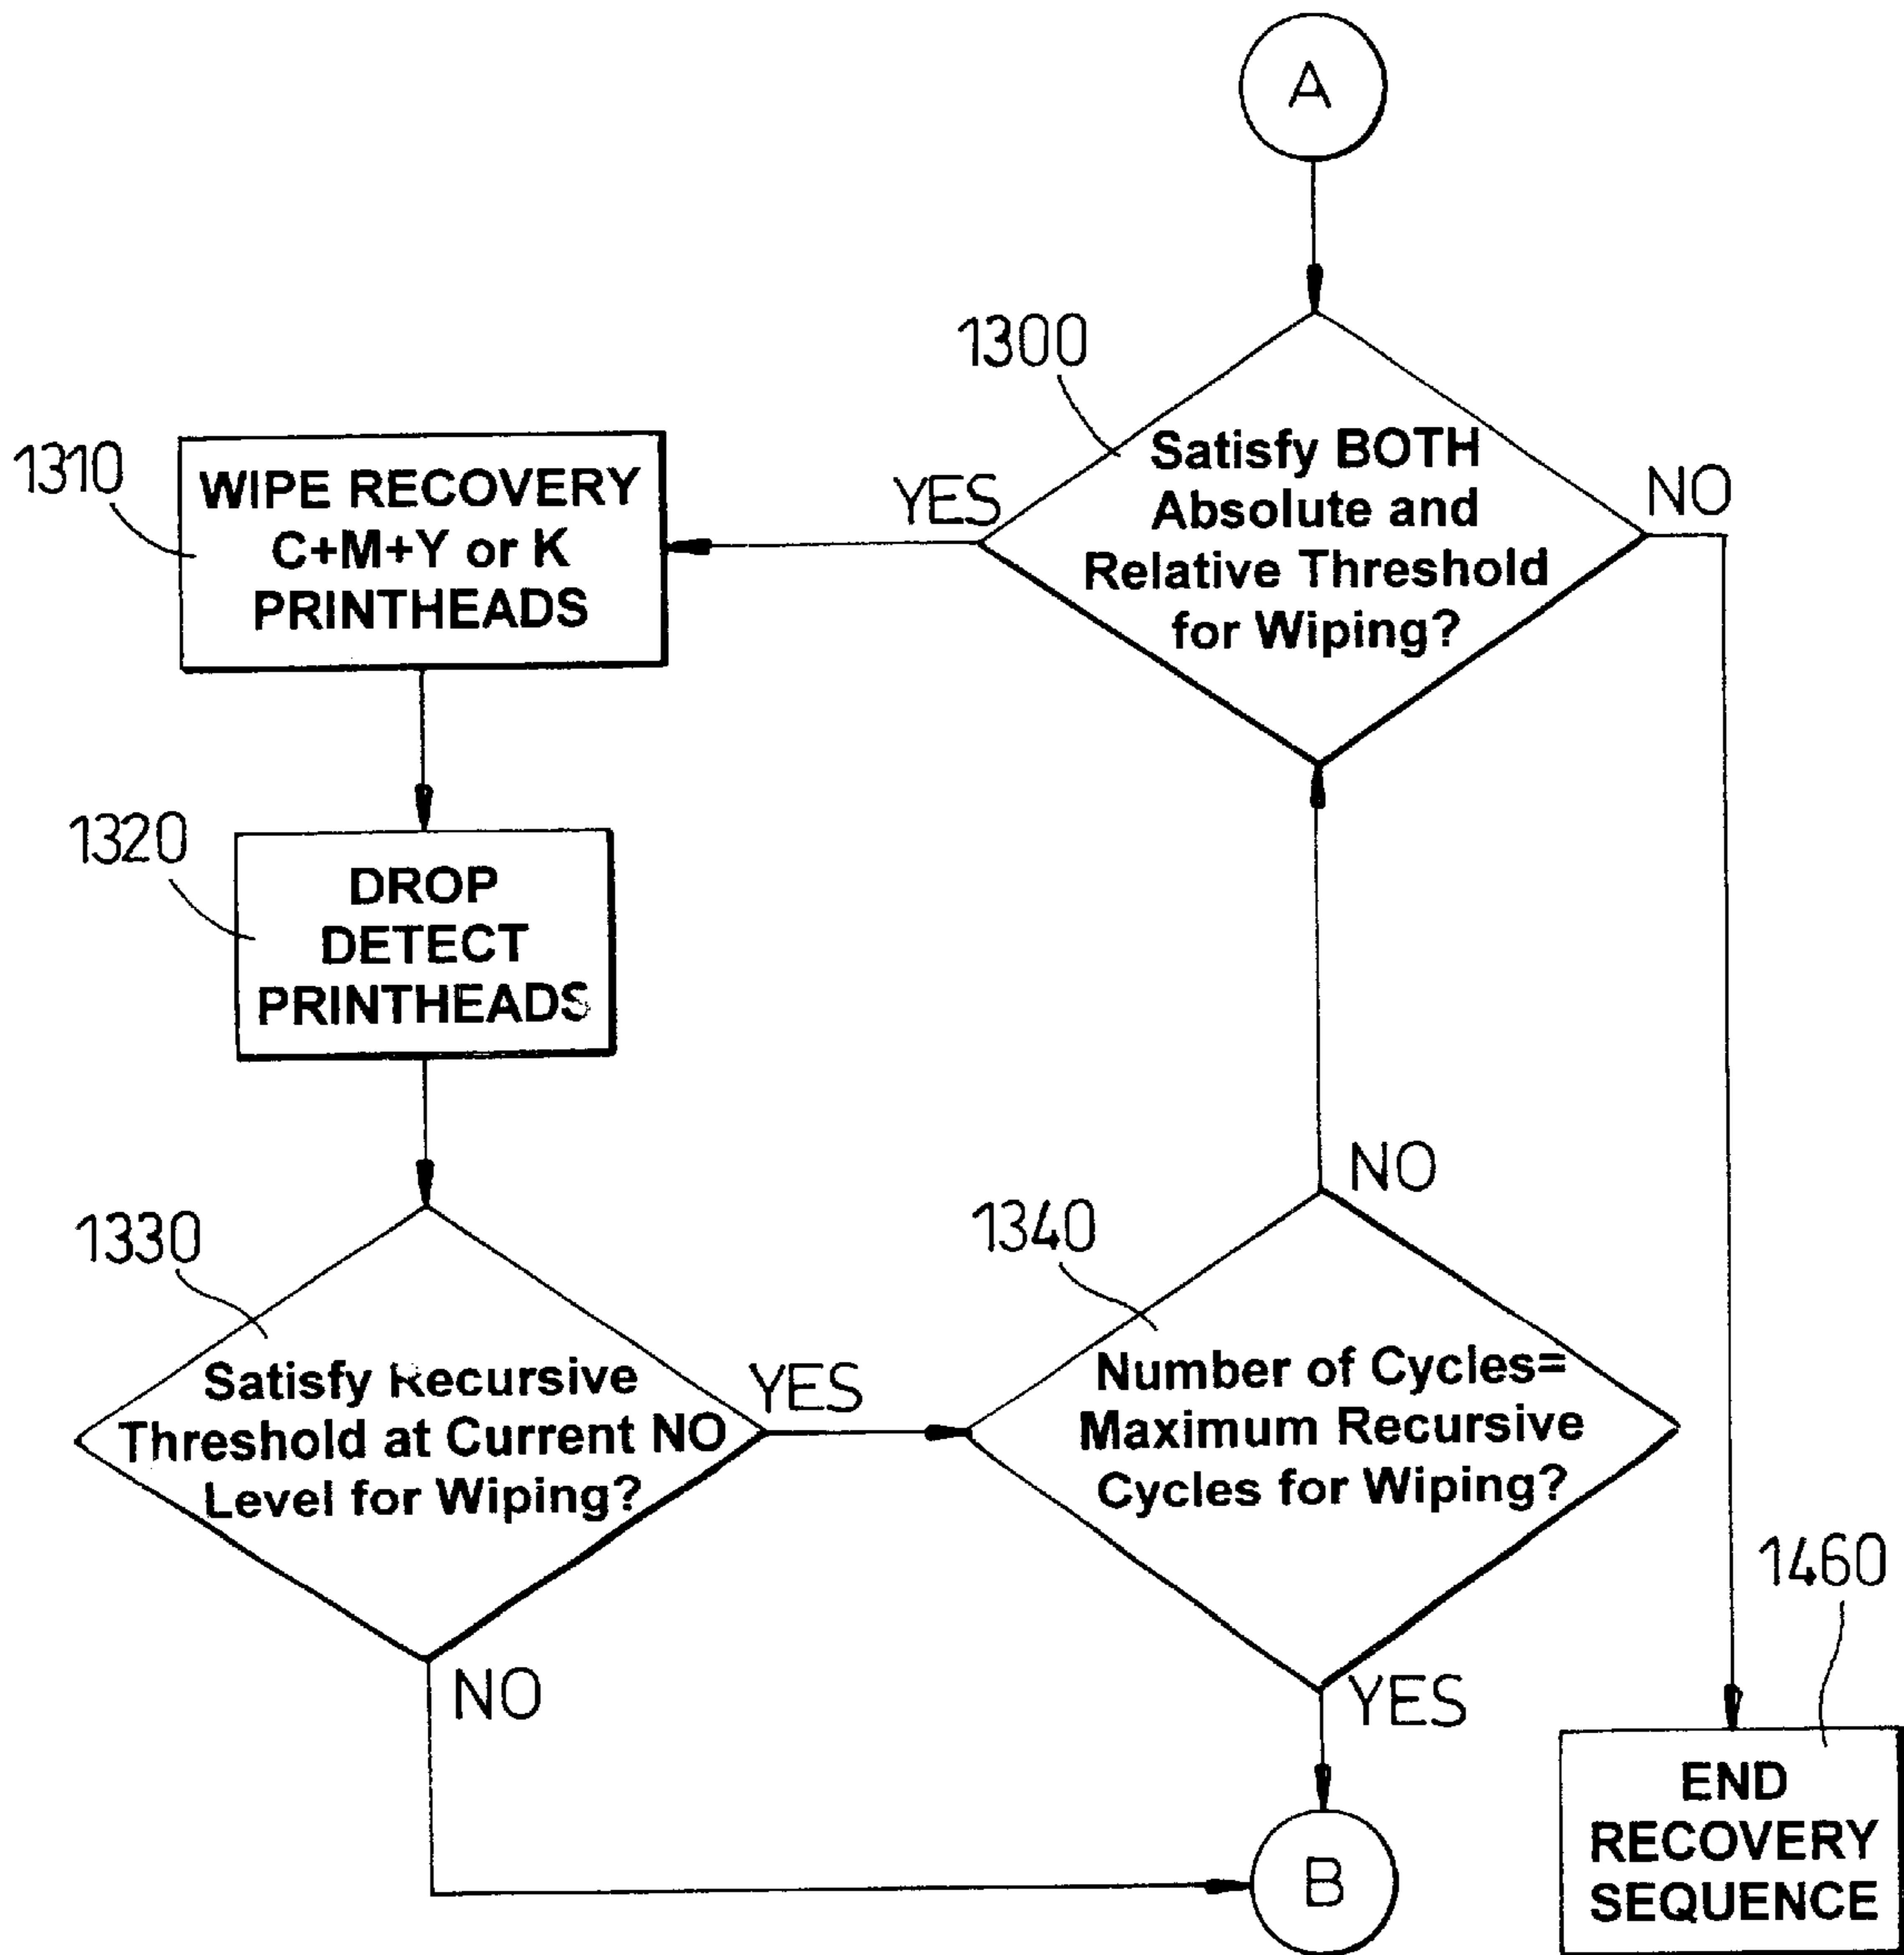 A
1300
Satisfy BOTH
Absolute and
Relative Threshold
for Wiping?
YES
NO
1310
WIPE RECOVERY
C+M+Y or K
PRINTHEADS
1320
DROP
DETECT
PRINTHEADS
1330
Satisfy Recursive
Threshold at Current NO
Level for Wiping?
YES
NO
1340
Number of Cycles=
Maximum Recursive
Cycles for Wiping?
NO
YES
B
1460
END
RECOVERY
SEQUENCE